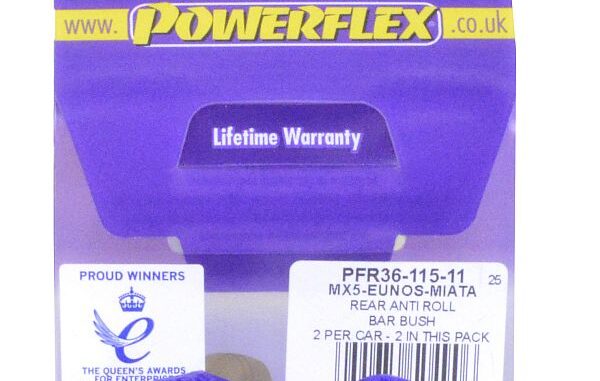 www. POWERFLEX .co.uk
Lifetime Warranty
PROUD WINNERS
THE QUEEN'S AWARDS
FOR ENTERPRISE
PFR36-115-11
25
MX5-EUNOS-MIATA
REAR ANTI ROLL
BAR BUSH
2 PER CAR - 2 IN THIS PACK